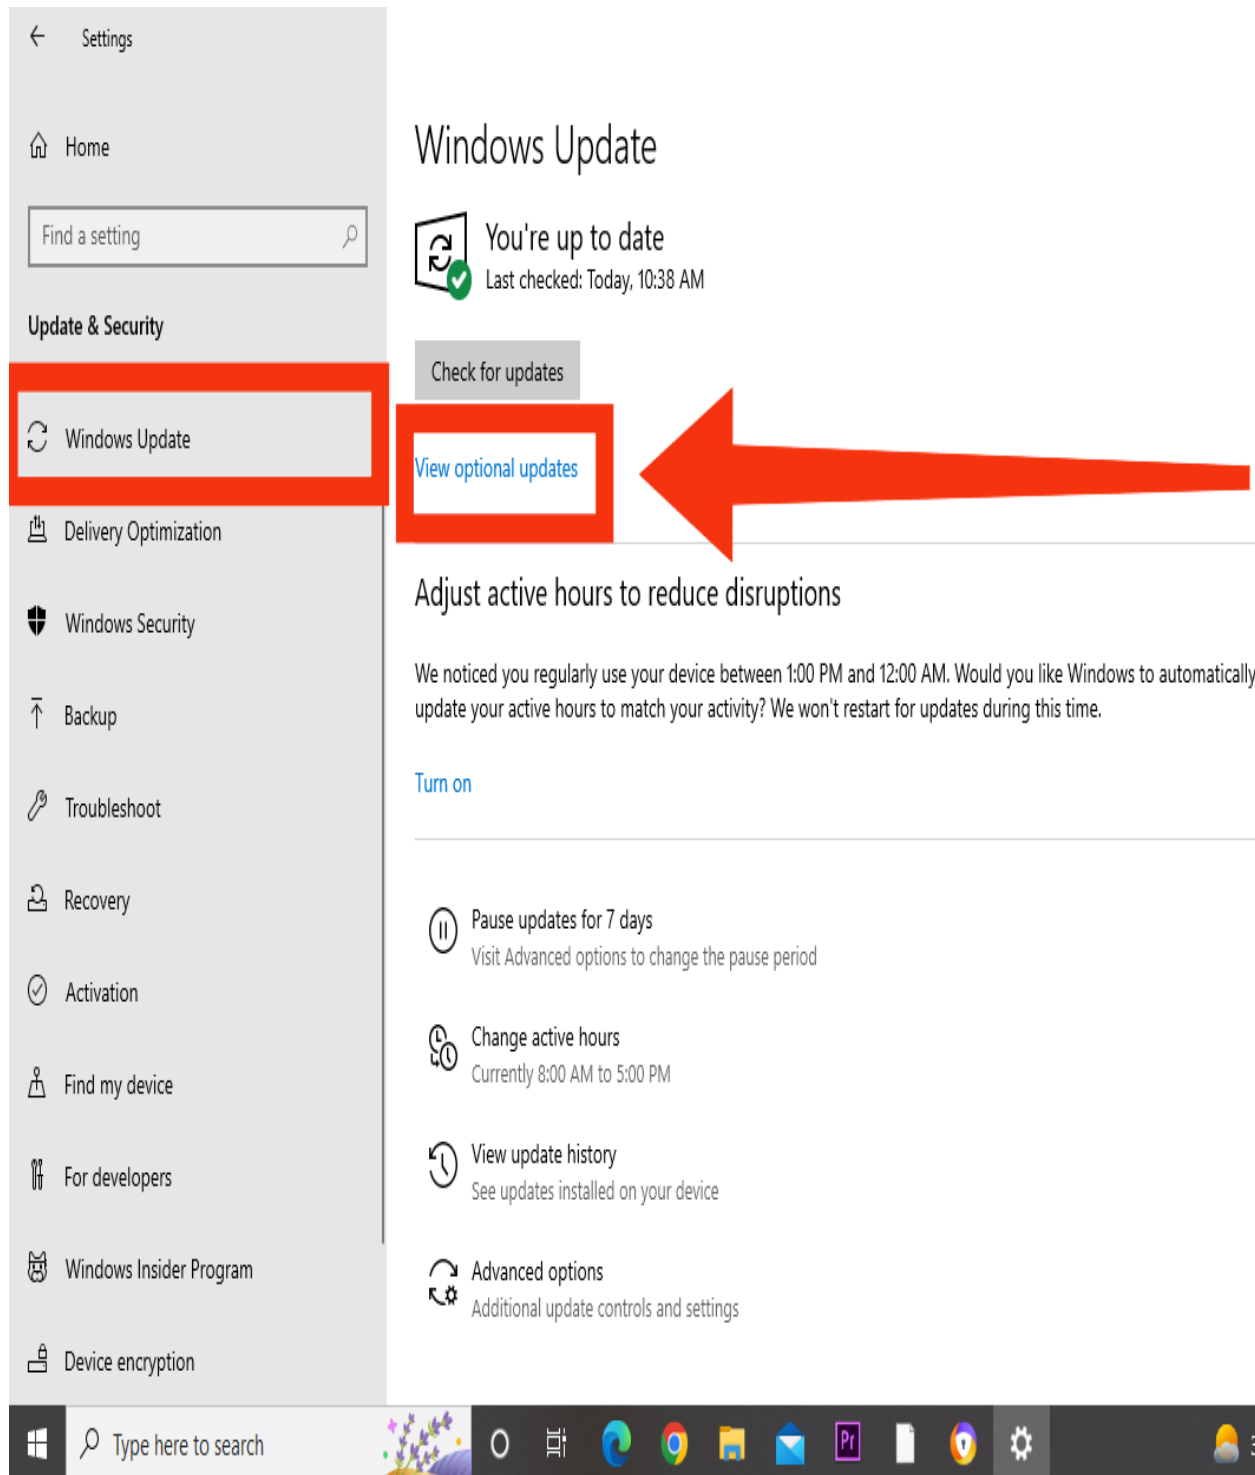 Settings
Home
Find a setting
Update & Security
Windows Update
Delivery Optimization
Windows Security
Backup
Troubleshoot
Recovery
Activation
Find my device
For developers
Windows Insider Program
Device encryption
Windows Update
You're up to date
Last checked: Today, 10:38 AM
Check for updates
View optional updates
Adjust active hours to reduce disruptions
We noticed you regularly use your device between 1:00 PM and 12:00 AM. Would you like Windows to automatically
update your active hours to match your activity? We won't restart for updates during this time.
Turn on
Pause updates for 7 days
Visit Advanced options to change the pause period
Change active hours
Currently 8:00 AM to 5:00 PM
View update history
See updates installed on your device
Advanced options
Additional update controls and settings
Type here to search
Pr